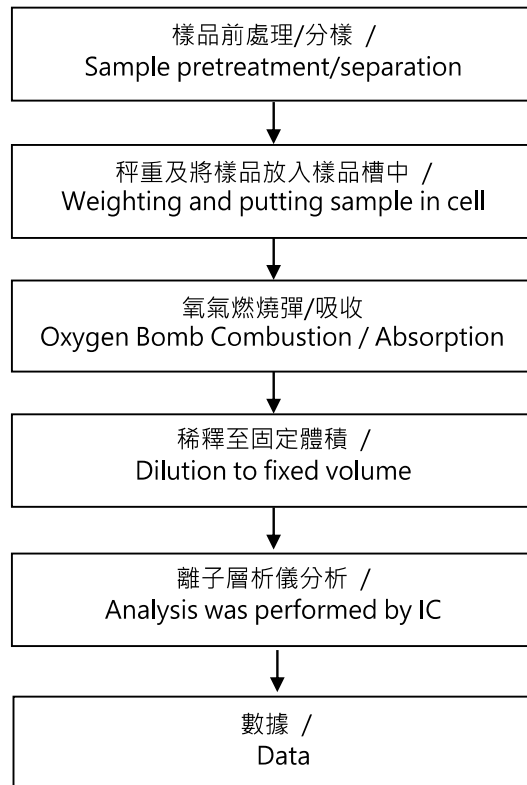 樣品前處理/分樣 /
Sample pretreatment/separation
秤重及將樣品放入樣品槽中 /
Weighting and putting sample in cell
氧氣燃燒彈/吸收
Oxygen Bomb Combustion / Absorption
稀釋至固定體積 /
Dilution to fixed volume
離子層析儀分析 /
Analysis was performed by IC
數據 /
Data